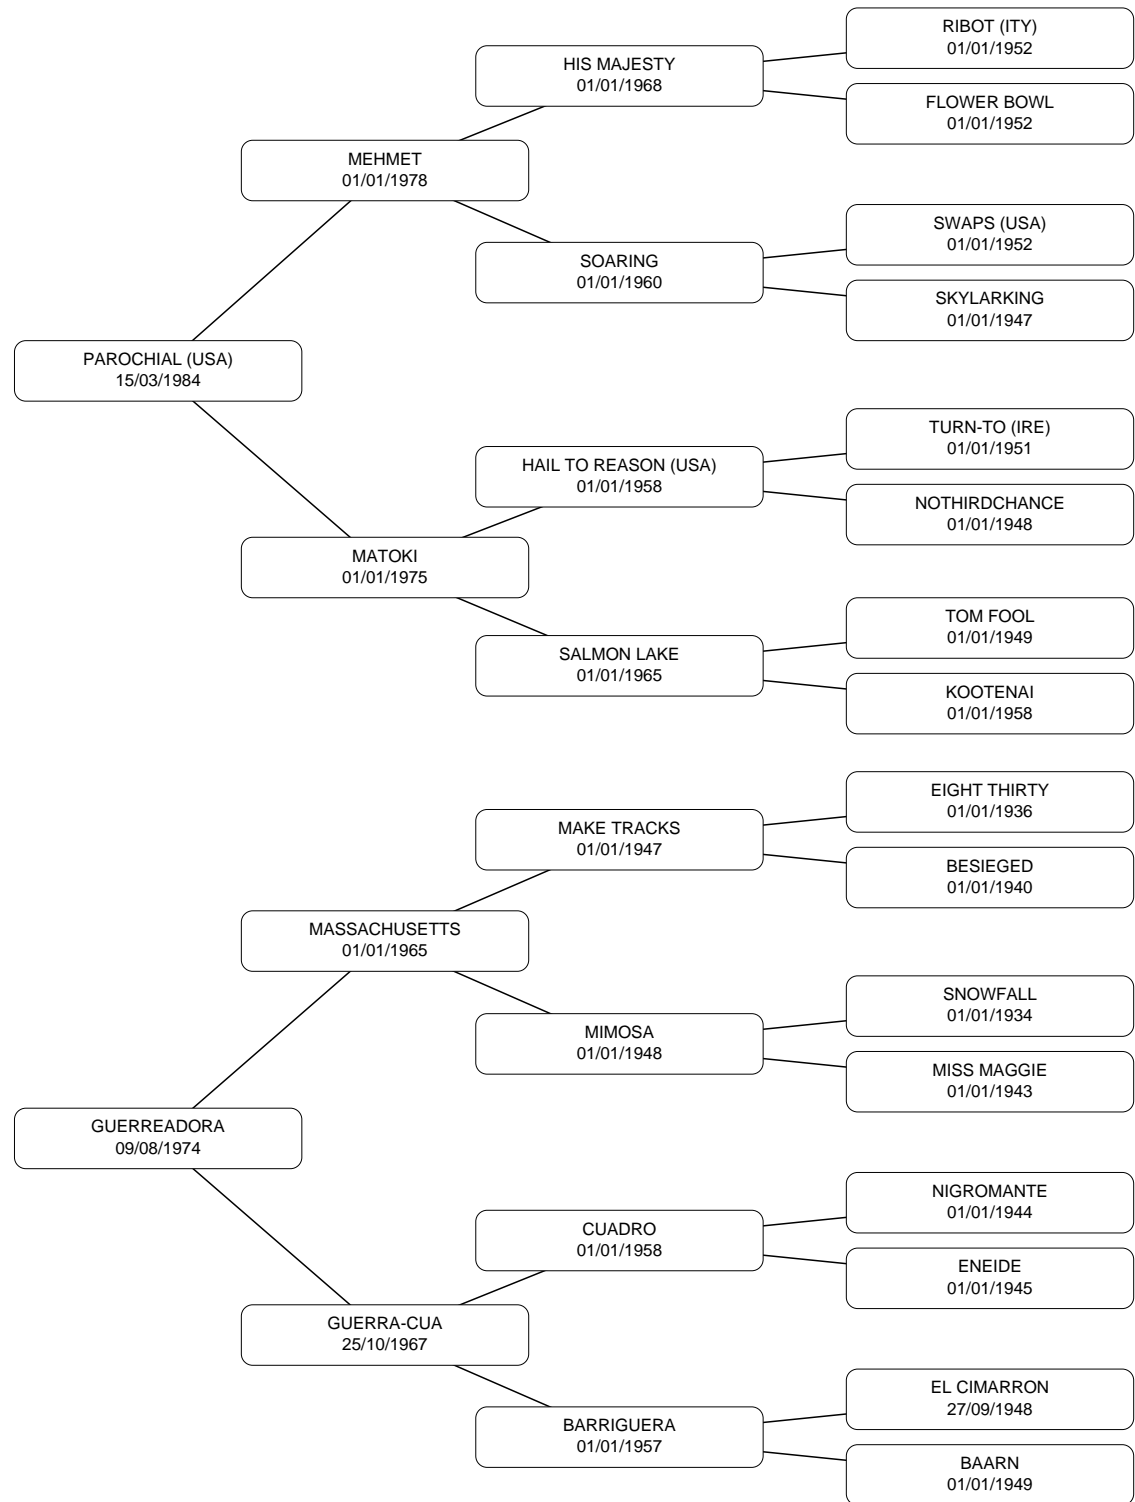 RIBOT (ITY)
01/01/1952
HIS MAJESTY
01/01/1968
FLOWER BOWL
01/01/1952
MEHMET
01/01/1978
SWAPS (USA)
01/01/1952
SOARING
01/01/1960
SKYLARKING
01/01/1947
PAROCHIAL (USA)
15/03/1984
TURN-TO (IRE)
01/01/1951
HAIL TO REASON (USA)
01/01/1958
NOTHIRDCHANCE
01/01/1948
MATOKI
01/01/1975
TOM FOOL
01/01/1949
SALMON LAKE
01/01/1965
KOOTENAI
01/01/1958
EIGHT THIRTY
01/01/1936
MAKE TRACKS
01/01/1947
BESIEGED
01/01/1940
MASSACHUSETTS
01/01/1965
SNOWFALL
01/01/1934
MIMOSA
01/01/1948
MISS MAGGIE
01/01/1943
GUERREADORA
09/08/1974
NIGROMANTE
01/01/1944
CUADRO
01/01/1958
ENEIDE
01/01/1945
GUERRA-CUA
25/10/1967
EL CIMARRON
27/09/1948
BARRIGUERA
01/01/1957
BAARN
01/01/1949